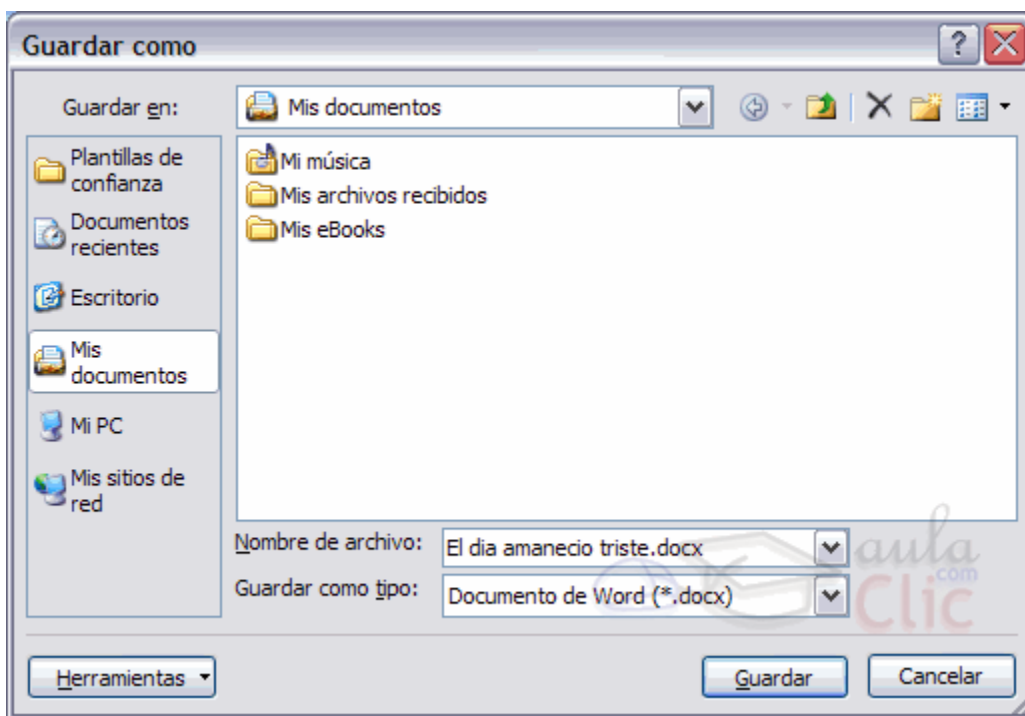 Guardar como
Guardar en:
Mis documentos
Plantillas de
confianza
Documentos
recientes
Escritorio
Mis
documentos
Mi PC
Mis sitios de
red
Mi música
Mis archivos recibidos
Mis eBooks
Nombre de archivo:
El dia amanecio triste.docx
Guardar como tipo:
Documento de Word (*.docx)
aula
.com
Clic
Herramientas
Guardar
Cancelar